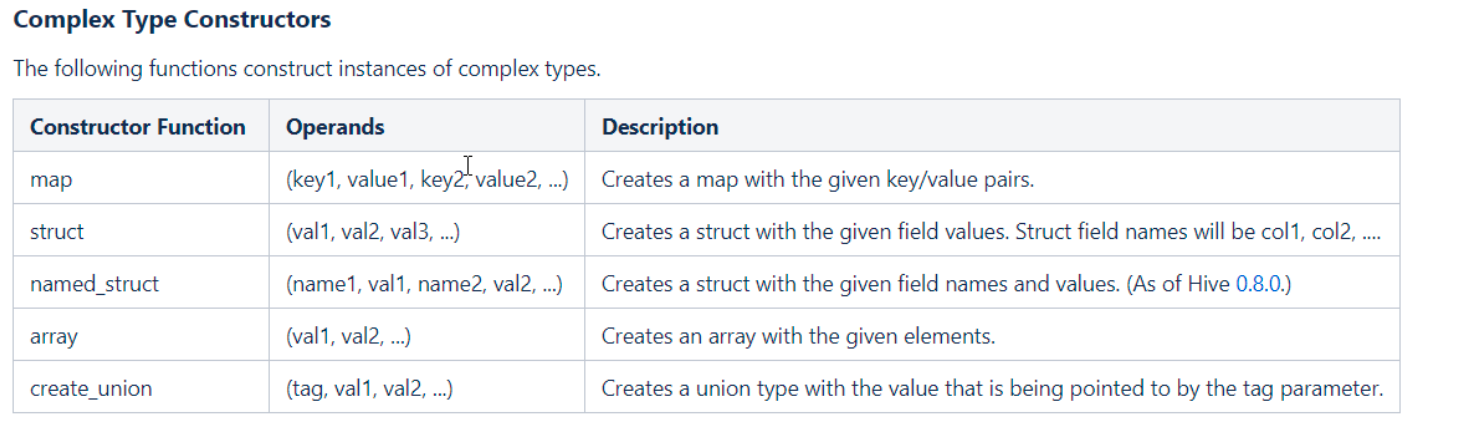 Complex Type Constructors
The following functions construct instances of complex types.
Constructor Function Operands Description
map (key1, value1, key2, value2, ...) Creates a map with the given key/value pairs.
struct (val1, val2, val3, ...) Creates a struct with the given field values. Struct field names will be col1, col2, ....
named_struct (name1, val1, name2, val2, ...) Creates a struct with the given field names and values. (As of Hive 0.8.0.)
array (val1, val2, ...) Creates an array with the given elements.
create_union (tag, val1, val2, ...) Creates a union type with the value that is being pointed to by the tag parameter.